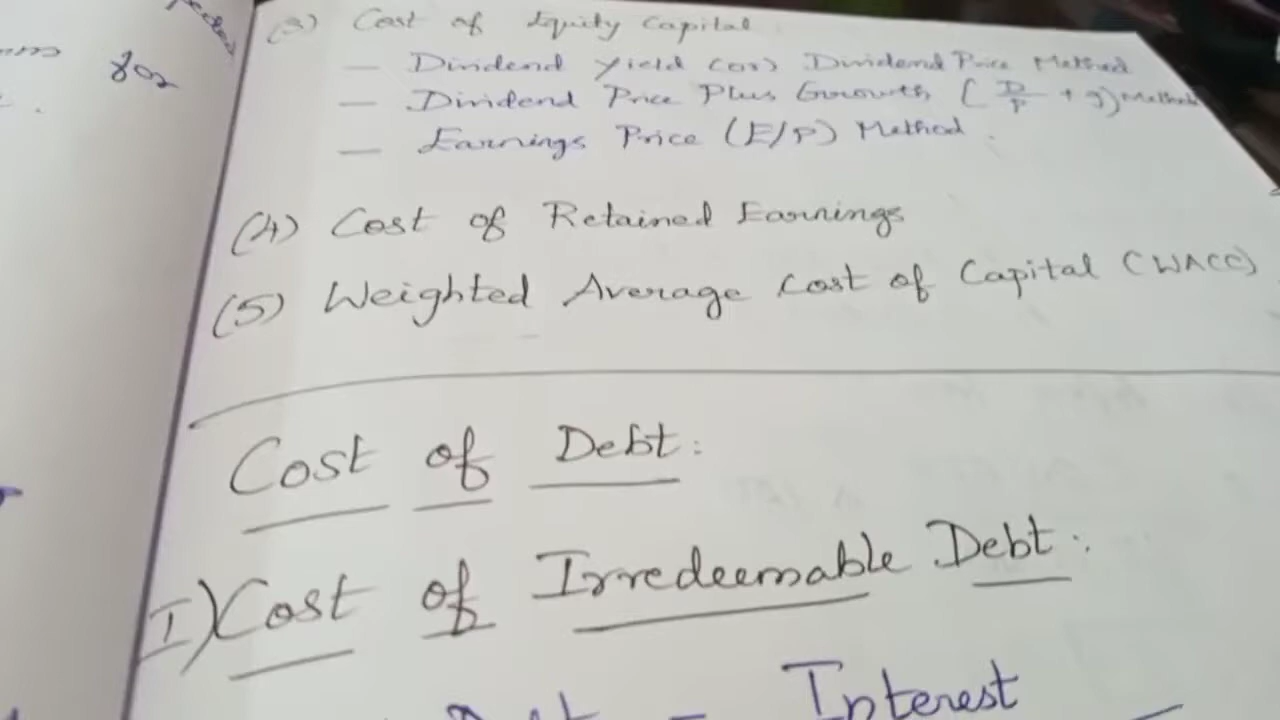 for
(3) Cost of Equity Capital
— Dividend Yield (or) Dividend Price Method
— Dividend Price Plus Growth (D/P + g) Method
— Earnings Price (E/P) Method.
(4) Cost of Retained Earnings
(5) Weighted Average Cost of Capital (WACC)
Cost of Debt:
I) Cost of Irredeemable Debt:
Interest